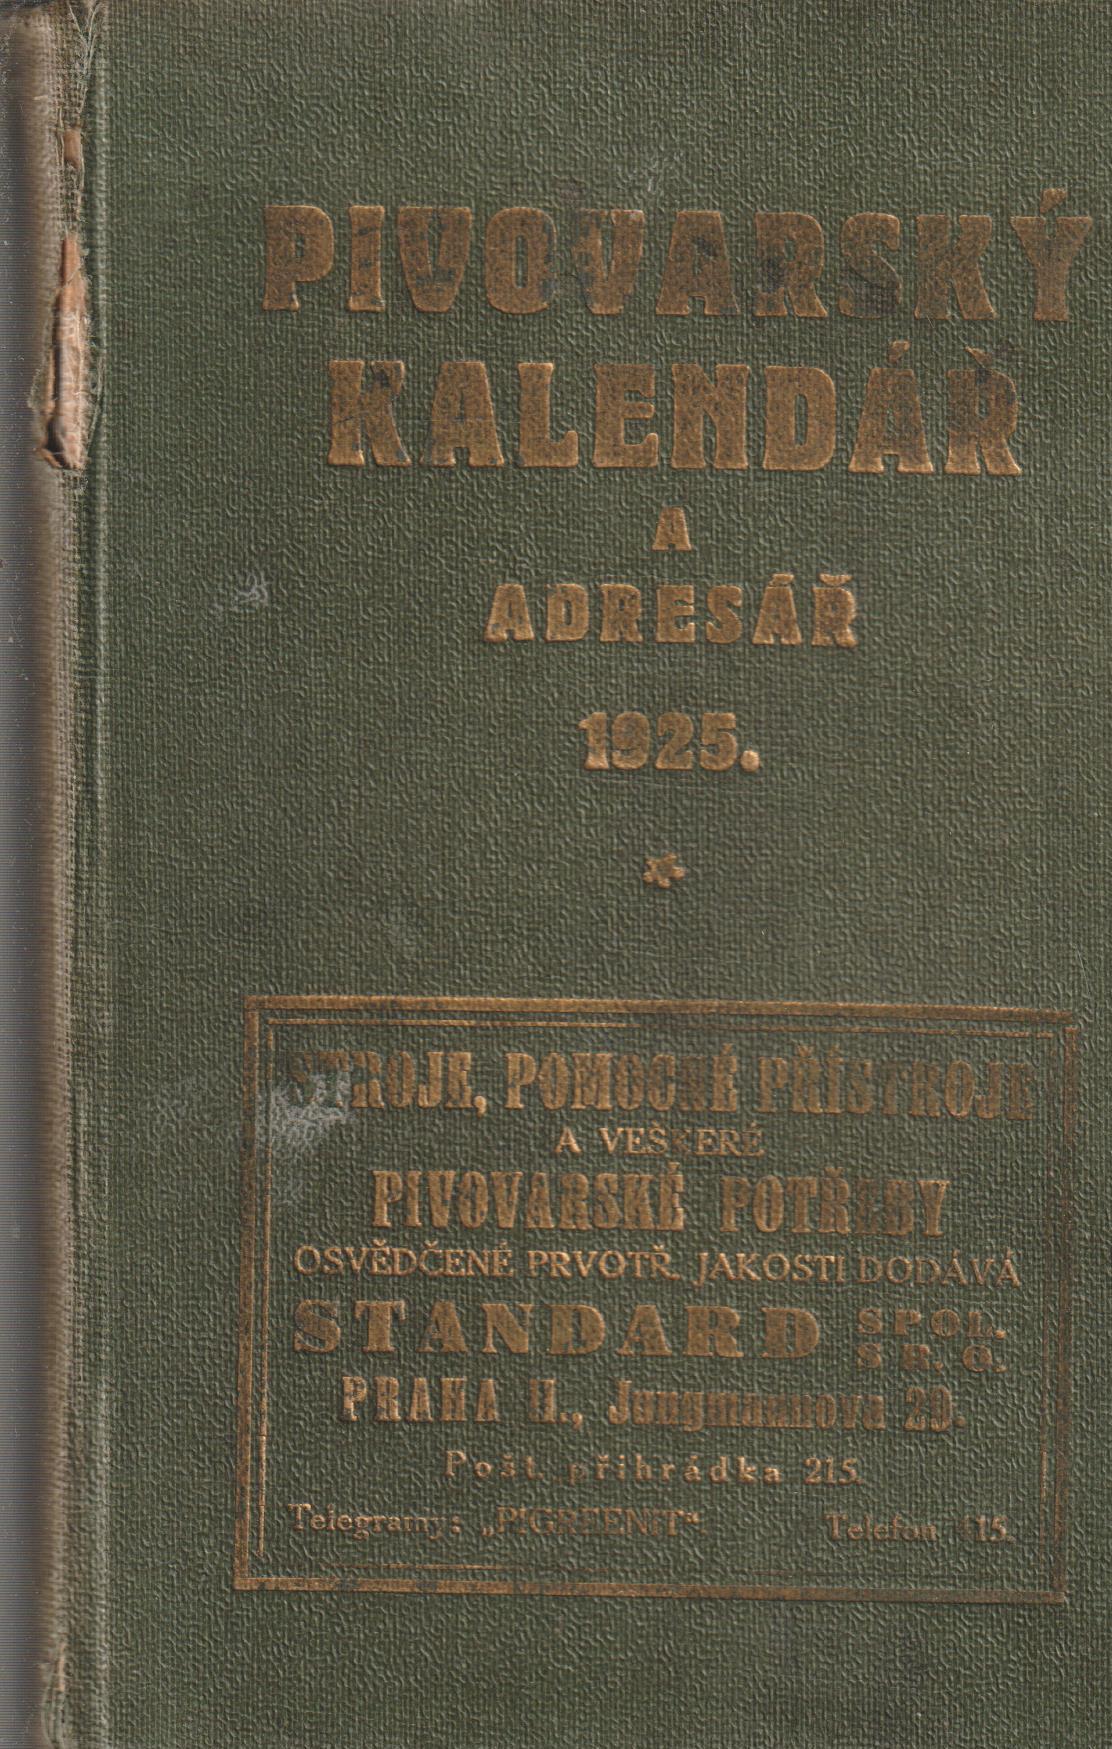 PIVOVARSKÝ
KALENDÁŘ
A
ADRESÁŘ
1925.
STROJE, POMOCNÉ PŘÍSTROJE
A VEŠKERÉ
PIVOVARSKÉ POTŘEBY
OSVĚDČENÉ PRVOTŘ. JAKOSTI DODÁVÁ
STANDARD SPOL. S R. O.
PRAHA II., Jungmannova 29.
Pošt. přihrádka 215.
Telegramy: „PIGREENIT“. Telefon